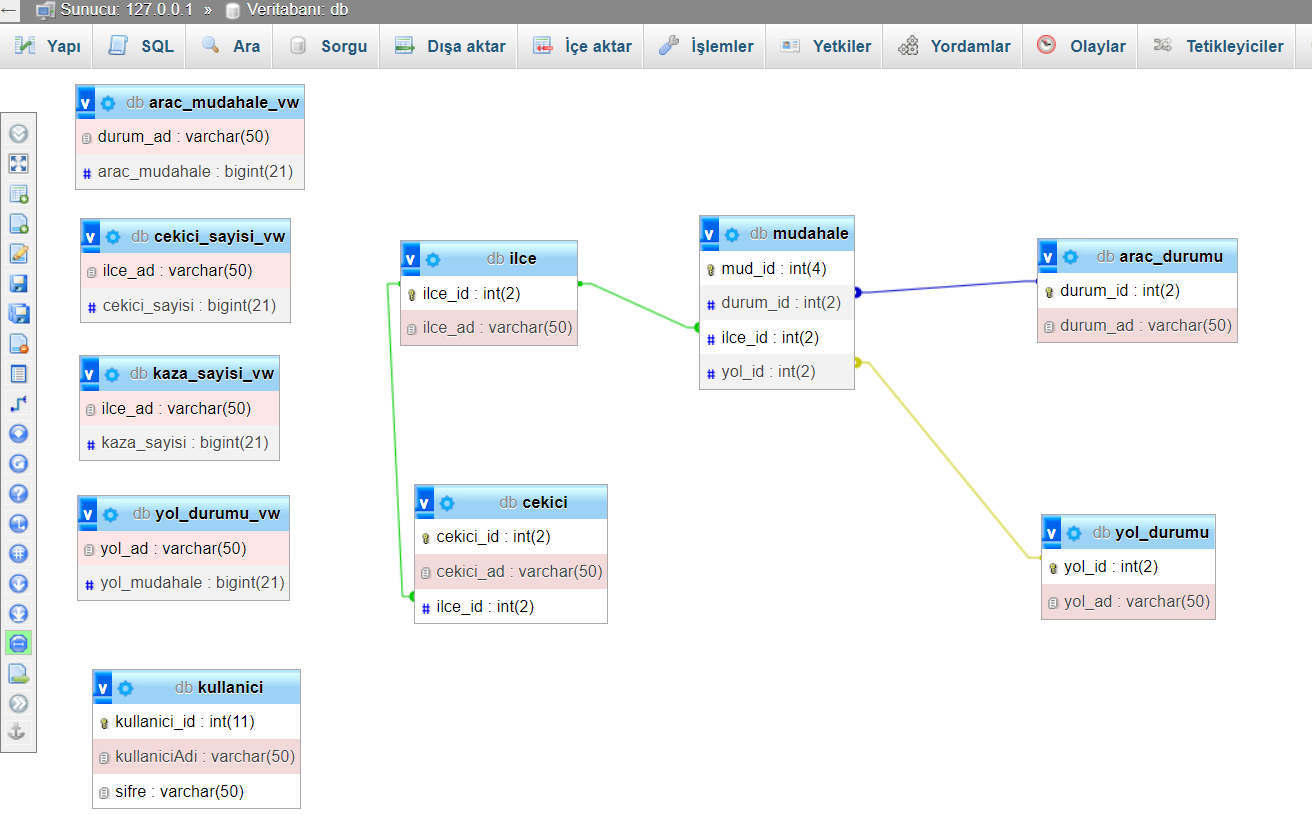 Sunucu: 127.0.0.1 » Veritabanı: db
Yapı SQL Ara Sorgu Dışa aktar İçe aktar İşlemler Yetkiler Yordamlar Olaylar Tetikleyiciler
v db arac_mudahale_vw
durum_ad : varchar(50)
# arac_mudahale : bigint(21)
v db cekici_sayisi_vw
ilce_ad : varchar(50)
# cekici_sayisi : bigint(21)
v db kaza_sayisi_vw
ilce_ad : varchar(50)
# kaza_sayisi : bigint(21)
v db yol_durumu_vw
yol_ad : varchar(50)
# yol_mudahale : bigint(21)
v db kullanici
kullanici_id : int(11)
kullaniciAdi : varchar(50)
sifre : varchar(50)
v db ilce
ilce_id : int(2)
ilce_ad : varchar(50)
v db cekici
cekici_id : int(2)
cekici_ad : varchar(50)
# ilce_id : int(2)
v db mudahale
mud_id : int(4)
# durum_id : int(2)
# ilce_id : int(2)
# yol_id : int(2)
v db arac_durumu
durum_id : int(2)
durum_ad : varchar(50)
v db yol_durumu
yol_id : int(2)
yol_ad : varchar(50)